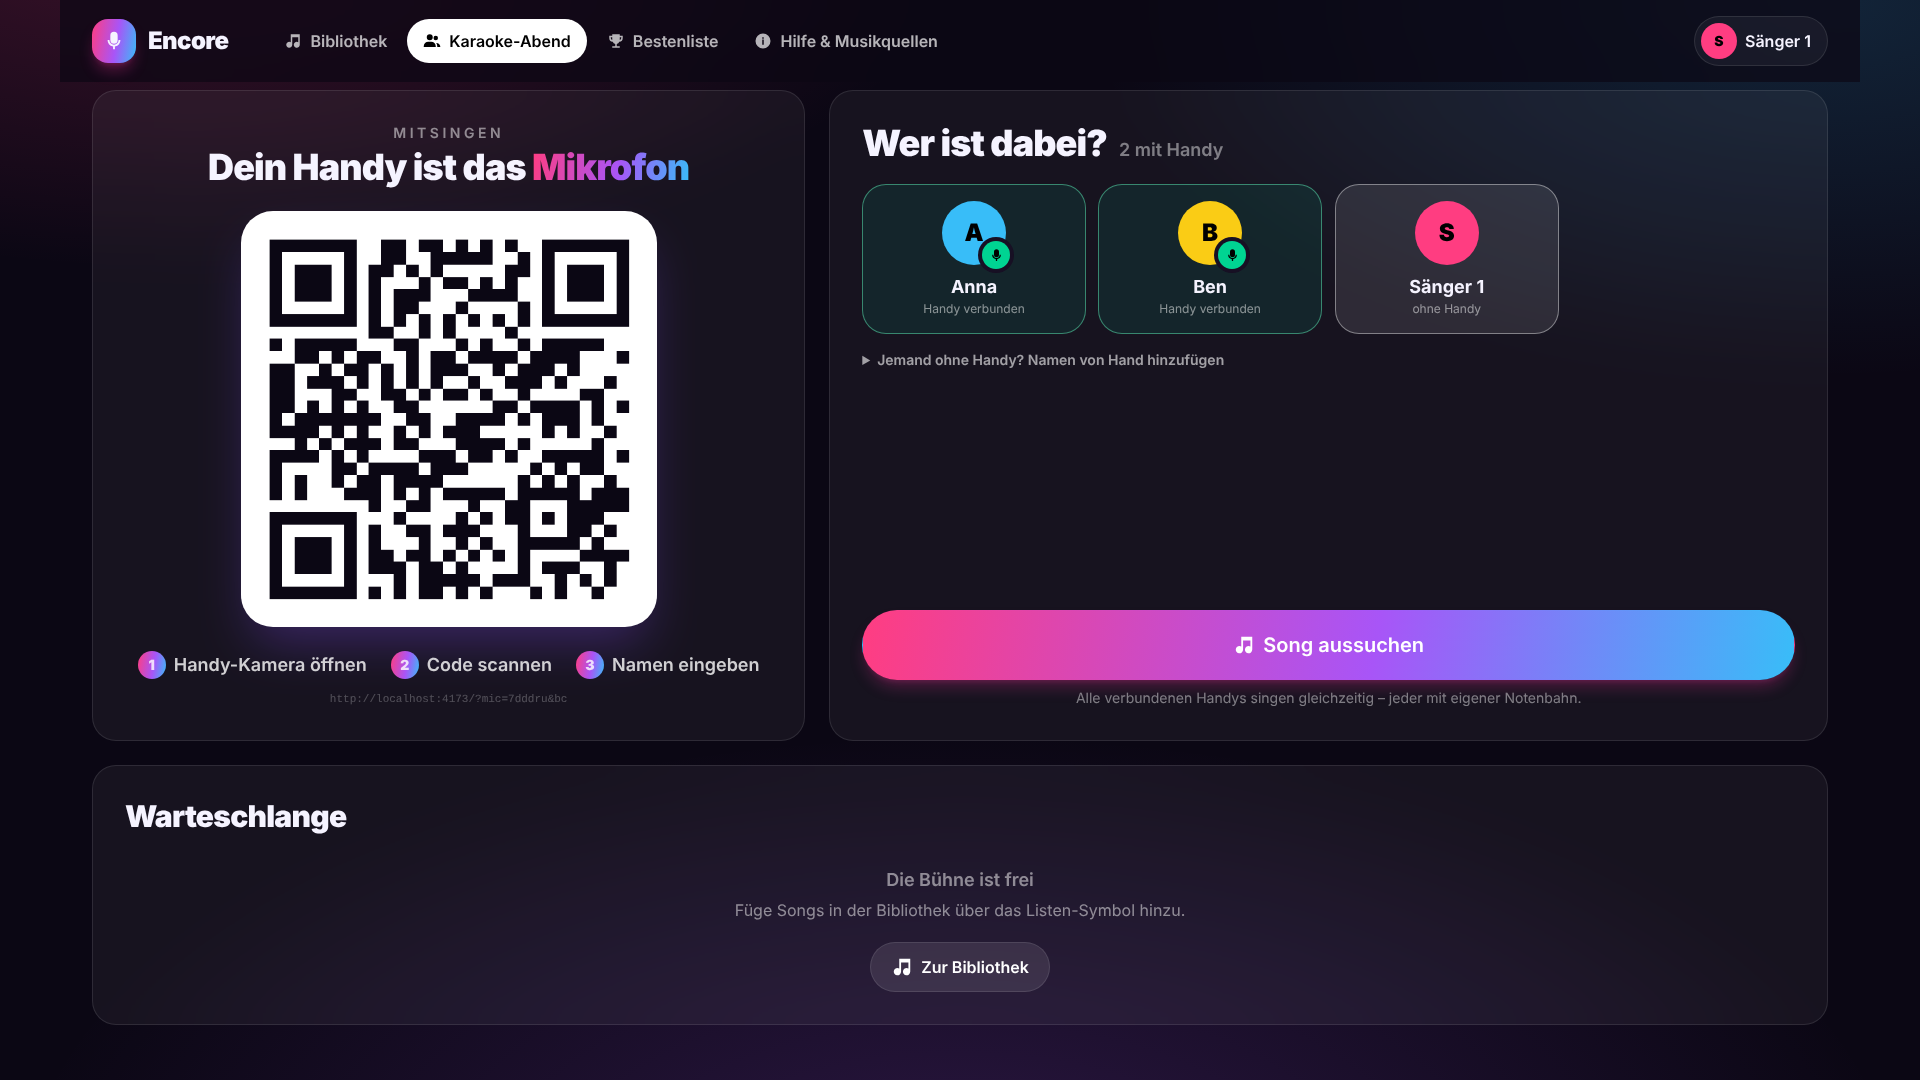 Encore
Bibliothek
Karaoke-Abend
Bestenliste
Hilfe & Musikquellen
S
Sänger 1
MITSINGEN
Dein Handy ist das Mikrofon
1 Handy-Kamera öffnen
2 Code scannen
3 Namen eingeben
http://localhost:4173/?mic=7dddru&bc
Wer ist dabei? 2 mit Handy
A
Anna
Handy verbunden
B
Ben
Handy verbunden
S
Sänger 1
ohne Handy
Jemand ohne Handy? Namen von Hand hinzufügen
Song aussuchen
Alle verbundenen Handys singen gleichzeitig – jeder mit eigener Notenbahn.
Warteschlange
Die Bühne ist frei
Füge Songs in der Bibliothek über das Listen-Symbol hinzu.
Zur Bibliothek